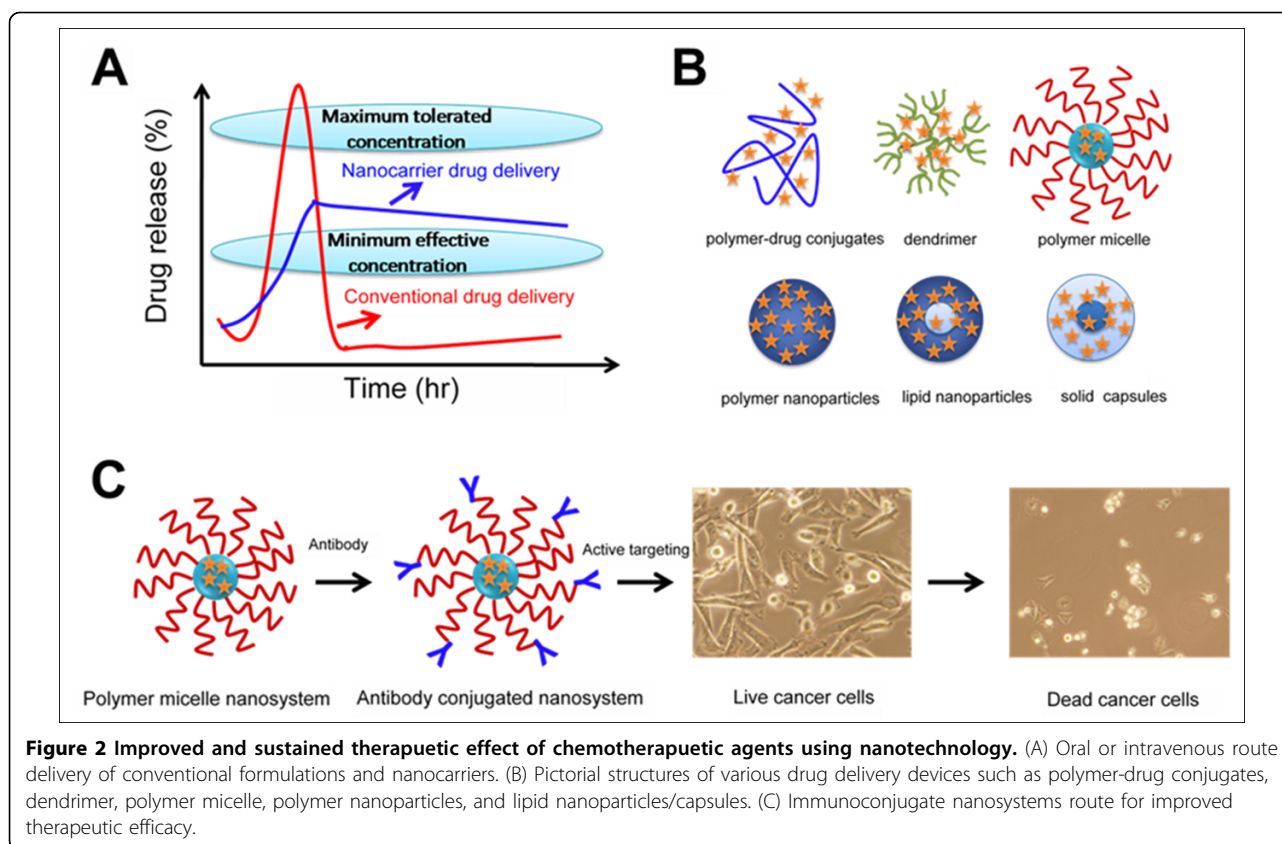 A
Drug release (%)
Maximum tolerated
concentration
Nanocarrier drug delivery
Minimum effective
concentration
Conventional drug delivery
Time (hr)
B
polymer-drug conjugates
dendrimer
polymer micelle
polymer nanoparticles
lipid nanoparticles
solid capsules
C
Antibody
Active targeting
Polymer micelle nanosystem
Antibody conjugated nanosystem
Live cancer cells
Dead cancer cells
Figure 2 Improved and sustained therapuetic effect of chemotherapuetic agents using nanotechnology. (A) Oral or intravenous route
delivery of conventional formulations and nanocarriers. (B) Pictorial structures of various drug delivery devices such as polymer-drug conjugates,
dendrimer, polymer micelle, polymer nanoparticles, and lipid nanoparticles/capsules. (C) Immunoconjugate nanosystems route for improved
therapeutic efficacy.